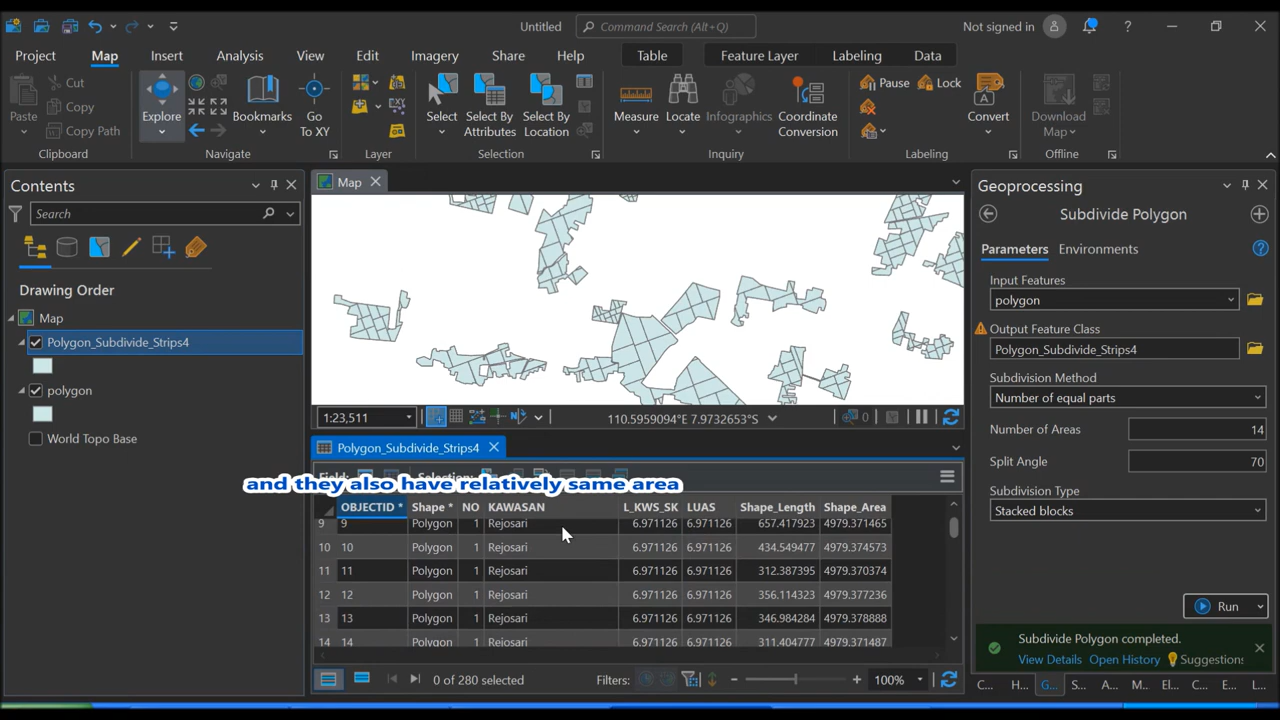 Untitled
Command Search (Alt+Q)
Not signed in
Project Map Insert Analysis Edit Imagery Share View Help Table Feature Layer Labeling Data
Paste
Cut
Copy
Copy Path
Clipboard
Explore
Bookmarks
Go To XY
Navigate
Layer
Select
Select By Attributes
Select By Location
Selection
Measure
Locate
Infographics
Coordinate Conversion
Inquiry
Pause
Lock
Convert
Labeling
Download Map
Offline
Contents
Search
Drawing Order
Map
Polygon_Subdivide_Strips4
polygon
World Topo Base
Map
1:23,511
110.5959094°E 7.9732653°S
0
Polygon_Subdivide_Strips4
and they also have relatively same area
OBJECTID * Shape * NO KAWASAN L_KWS_SK LUAS Shape_Length Shape_Area
9 9 Polygon 1 Rejosari 6.971126 6.971126 657.417923 4979.371465
10 10 Polygon 1 Rejosari 6.971126 6.971126 434.549477 4979.374573
11 11 Polygon 1 Rejosari 6.971126 6.971126 312.387395 4979.370374
12 12 Polygon 1 Rejosari 6.971126 6.971126 356.114323 4979.377236
13 13 Polygon 1 Rejosari 6.971126 6.971126 346.984284 4979.378888
14 14 Polygon 1 Rejosari 6.971126 6.971126 311.404777 4979.371487
0 of 280 selected
Filters:
100%
Geoprocessing
Subdivide Polygon
Parameters Environments
Input Features
polygon
Output Feature Class
Polygon_Subdivide_Strips4
Subdivision Method
Number of equal parts
Number of Areas 14
Split Angle 70
Subdivision Type
Stacked blocks
Run
Subdivide Polygon completed.
View Details Open History Suggestions
C... H... G... S... A... M... El... C... E... L...